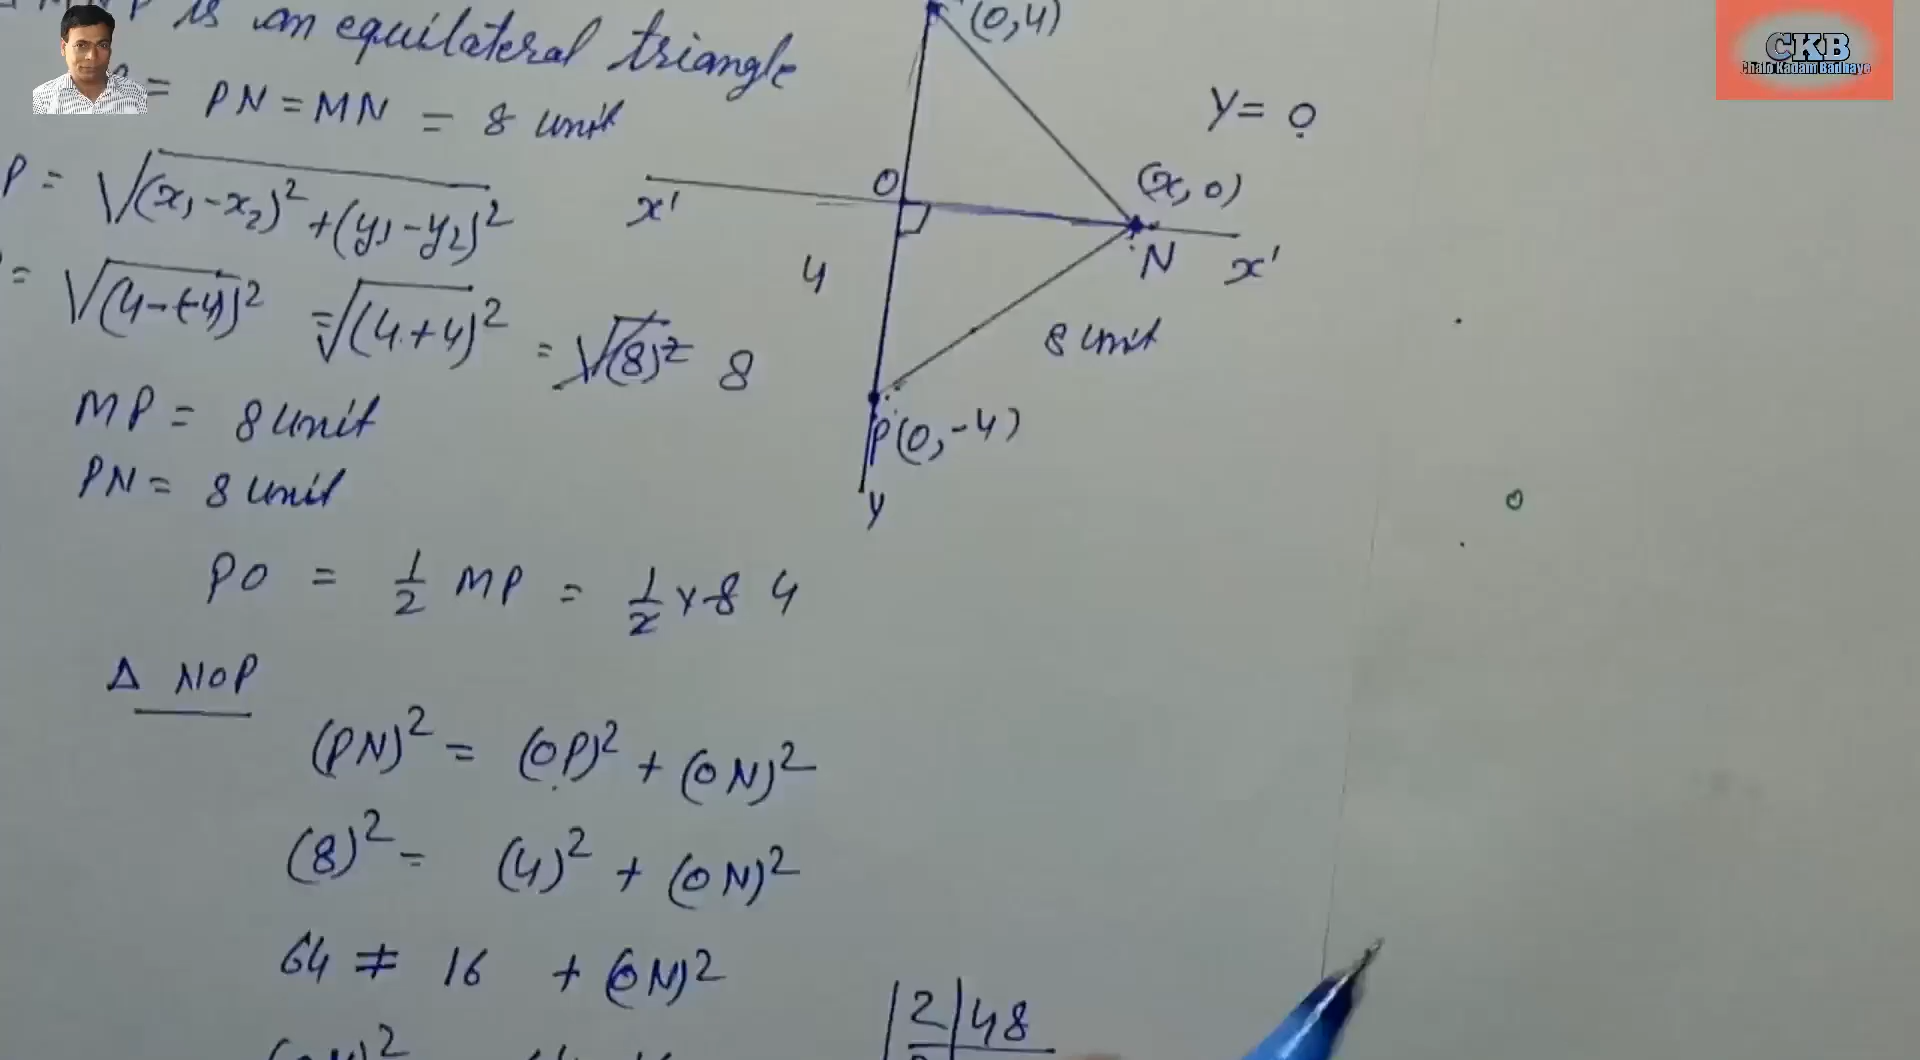 P is an equilateral triangle
= PN = MN = 8 unit
P = √(x₁-x₂)² + (y₁-y₂)²
= √(4-(-4))² = √(4+4)² = √(8)² 8
MP = 8 unit
PN = 8 unit
PO = 1/2 MP = 1/2 × 8 4
Δ NOP
(PN)² = (OP)² + (ON)²
(8)² = (4)² + (ON)²
64 ≠ 16 + (ON)²
2 | 48
(0,4)
Y = ?
O
(x, 0)
x'
N
x'
4
8 unit
P(0,-4)
Y
CKB
Chalo Kadam Badhaye